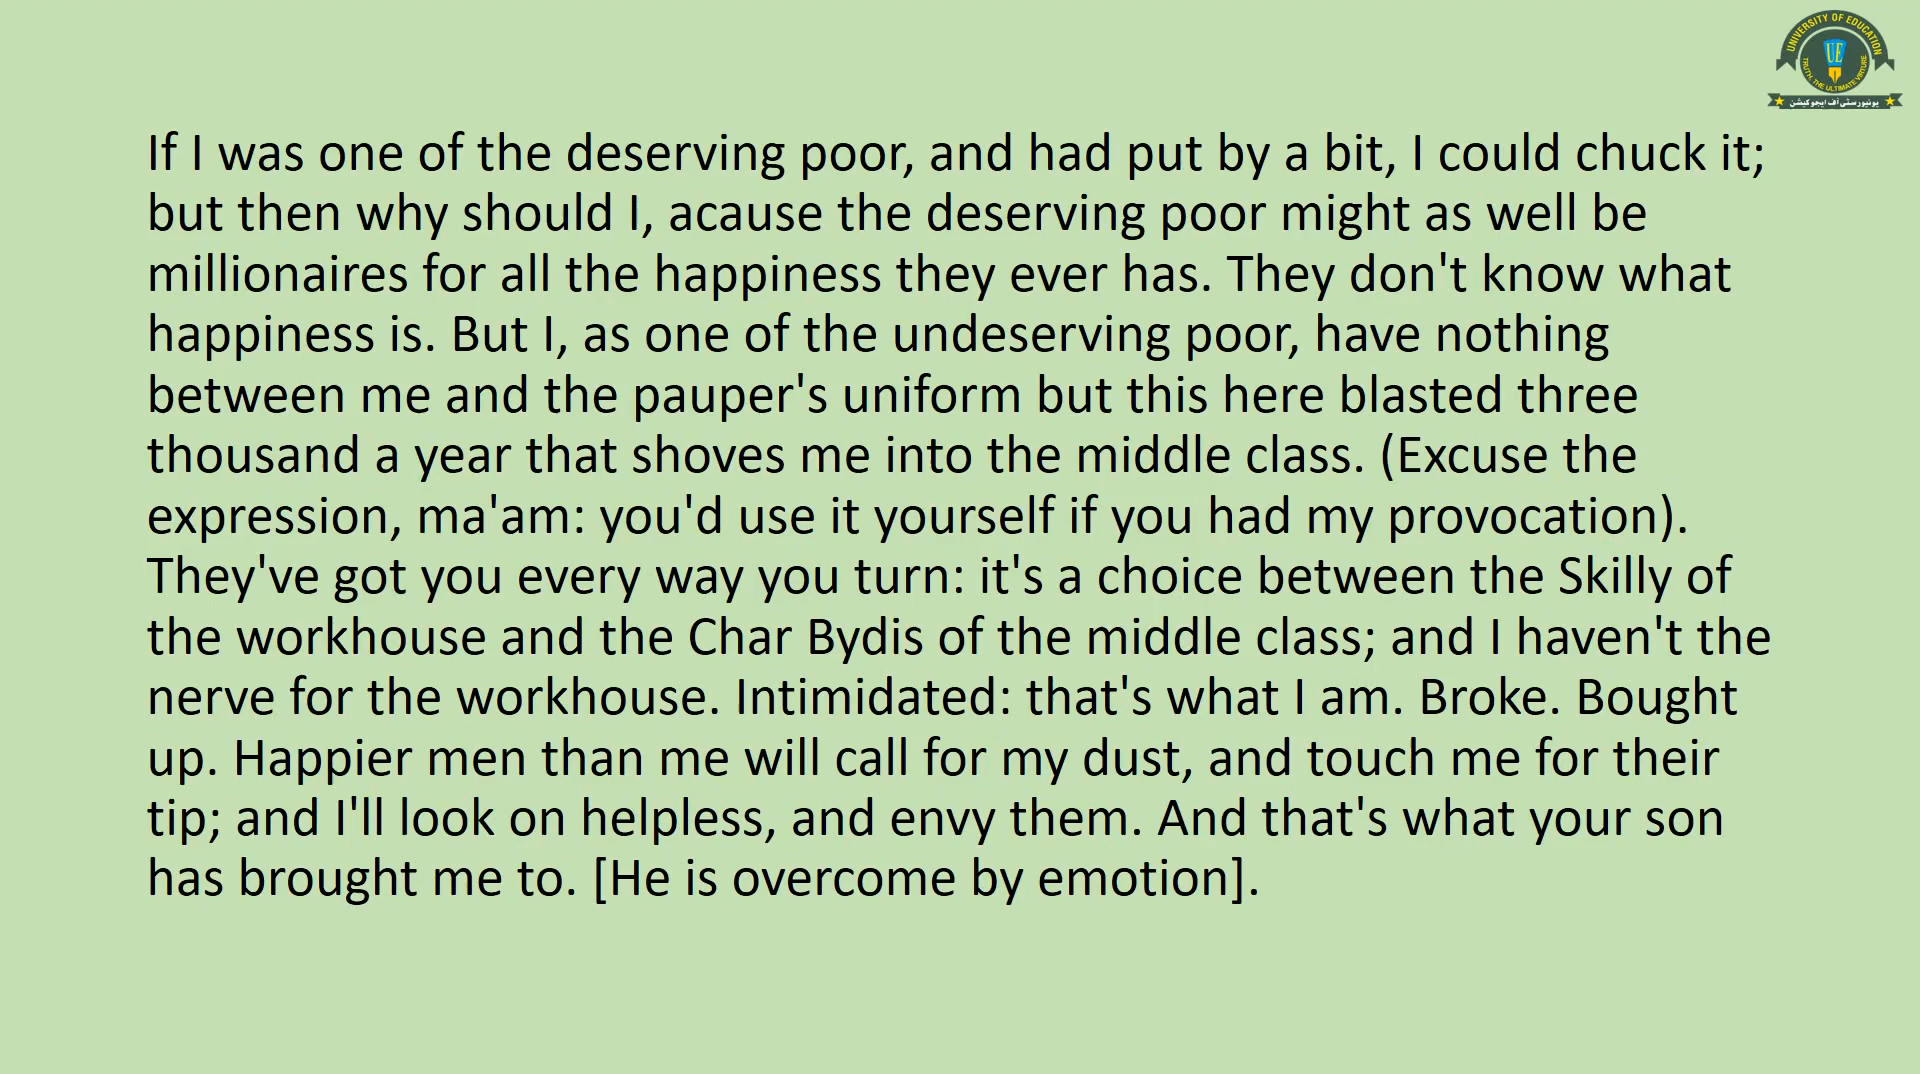 UNIVERSITY OF EDUCATION
UE
TRUTH, THE ULTIMATE VIRTUE
یونیورسٹی آف ایجوکیشن
If I was one of the deserving poor, and had put by a bit, I could chuck it;
but then why should I, acause the deserving poor might as well be
millionaires for all the happiness they ever has. They don't know what
happiness is. But I, as one of the undeserving poor, have nothing
between me and the pauper's uniform but this here blasted three
thousand a year that shoves me into the middle class. (Excuse the
expression, ma'am: you'd use it yourself if you had my provocation).
They've got you every way you turn: it's a choice between the Skilly of
the workhouse and the Char Bydis of the middle class; and I haven't the
nerve for the workhouse. Intimidated: that's what I am. Broke. Bought
up. Happier men than me will call for my dust, and touch me for their
tip; and I'll look on helpless, and envy them. And that's what your son
has brought me to. [He is overcome by emotion].